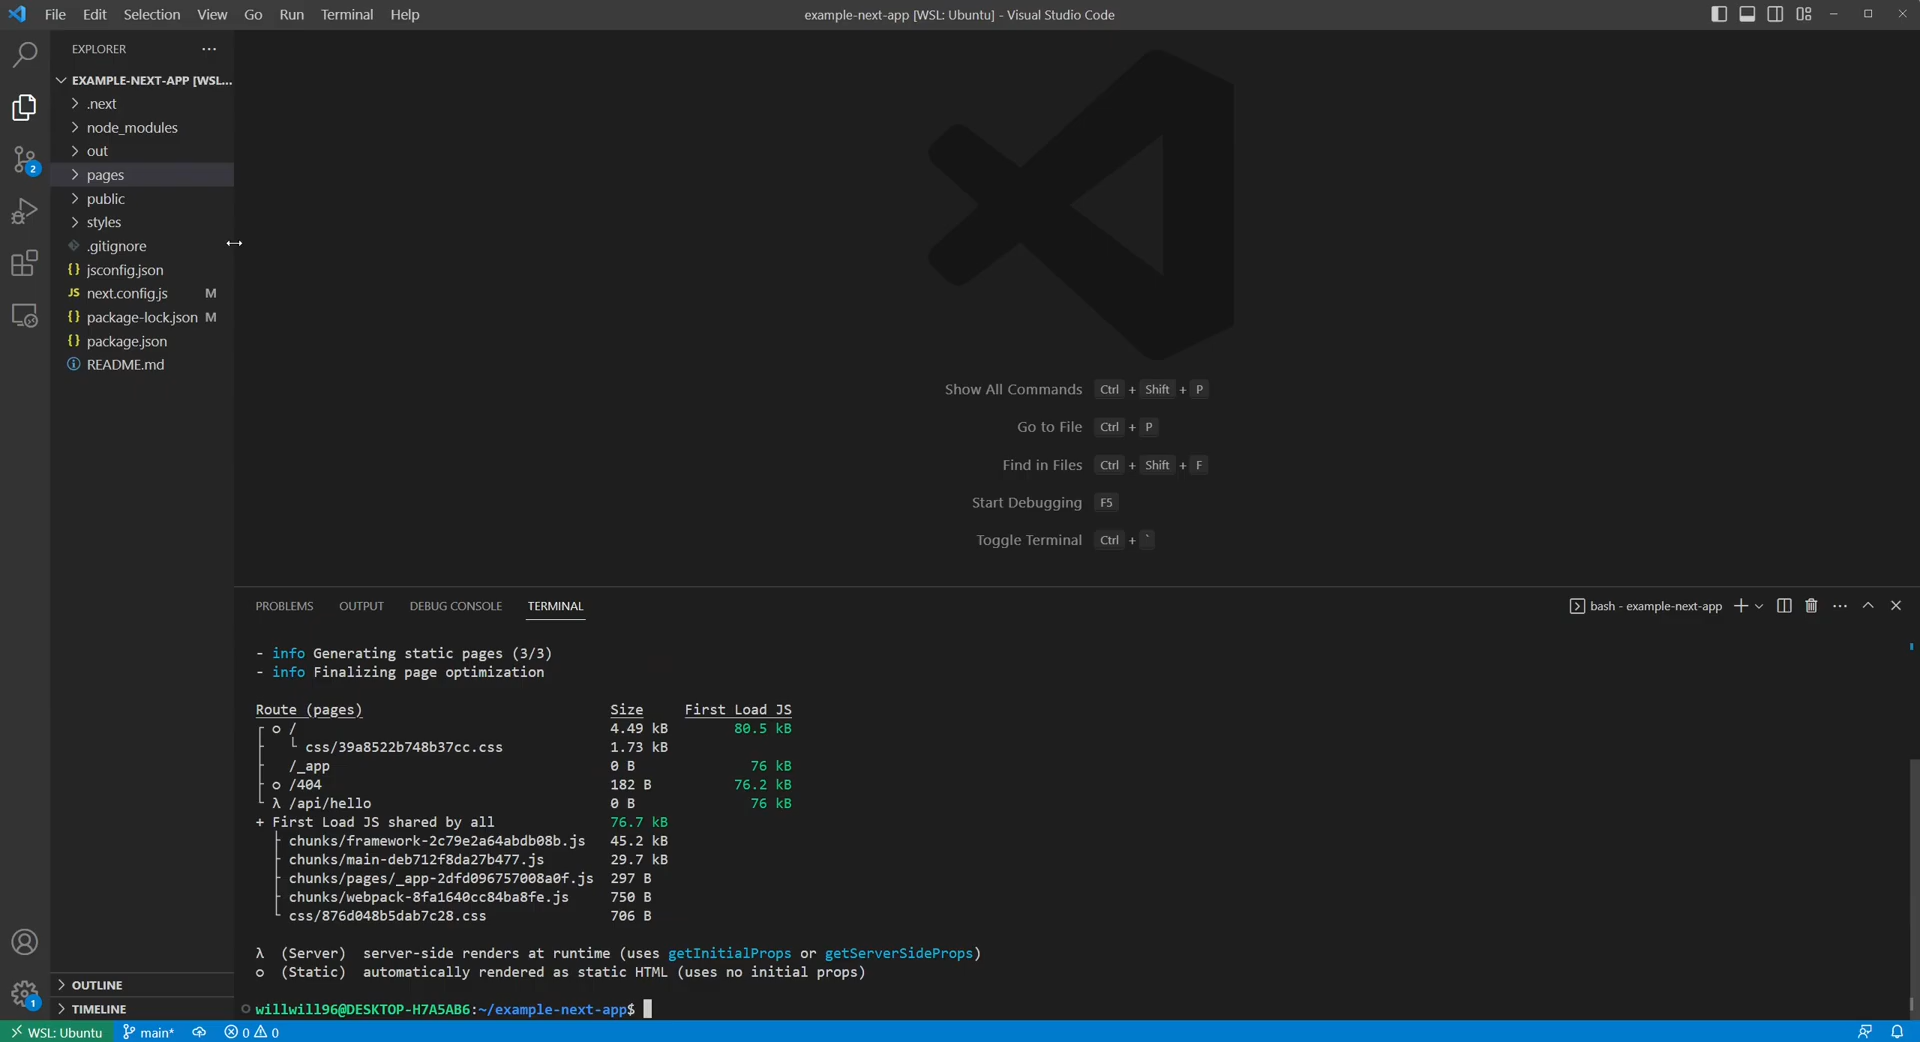 File Edit Selection View Go Run Terminal Help
example-next-app [WSL: Ubuntu] - Visual Studio Code
EXPLORER
EXAMPLE-NEXT-APP [WSL...
.next
node_modules
out
pages
public
styles
.gitignore
jsconfig.json
next.config.js M
package-lock.json M
package.json
README.md
2
1
OUTLINE
TIMELINE
Show All Commands Ctrl + Shift + P
Go to File Ctrl + P
Find in Files Ctrl + Shift + F
Start Debugging F5
Toggle Terminal Ctrl + `
PROBLEMS OUTPUT DEBUG CONSOLE TERMINAL
bash - example-next-app
- info Generating static pages (3/3)
- info Finalizing page optimization
Route (pages) Size First Load JS
┌ ○ / 4.49 kB 80.5 kB
├   └ css/39a8522b748b37cc.css 1.73 kB
├   /_app 0 B 76 kB
├ ○ /404 182 B 76.2 kB
└ λ /api/hello 0 B 76 kB
+ First Load JS shared by all 76.7 kB
├ chunks/framework-2c79e2a64abdb08b.js 45.2 kB
├ chunks/main-deb712f8da27b477.js 29.7 kB
├ chunks/pages/_app-2dfd096757008a0f.js 297 B
├ chunks/webpack-8fa1640cc84ba8fe.js 750 B
└ css/876d048b5dab7c28.css 706 B
λ (Server) server-side renders at runtime (uses getInitialProps or getServerSideProps)
○ (Static) automatically rendered as static HTML (uses no initial props)
willwill96@DESKTOP-H7A5AB6:~/example-next-app$
WSL: Ubuntu main* 0 0